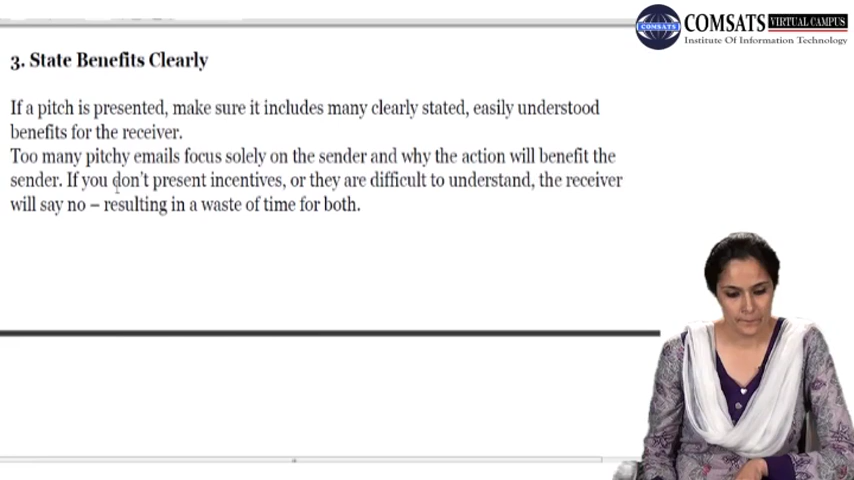 COMSATS VIRTUAL CAMPUS
COMSATS
Institute Of Information Technology
3. State Benefits Clearly
If a pitch is presented, make sure it includes many clearly stated, easily understood
benefits for the receiver.
Too many pitchy emails focus solely on the sender and why the action will benefit the
sender. If you don't present incentives, or they are difficult to understand, the receiver
will say no – resulting in a waste of time for both.